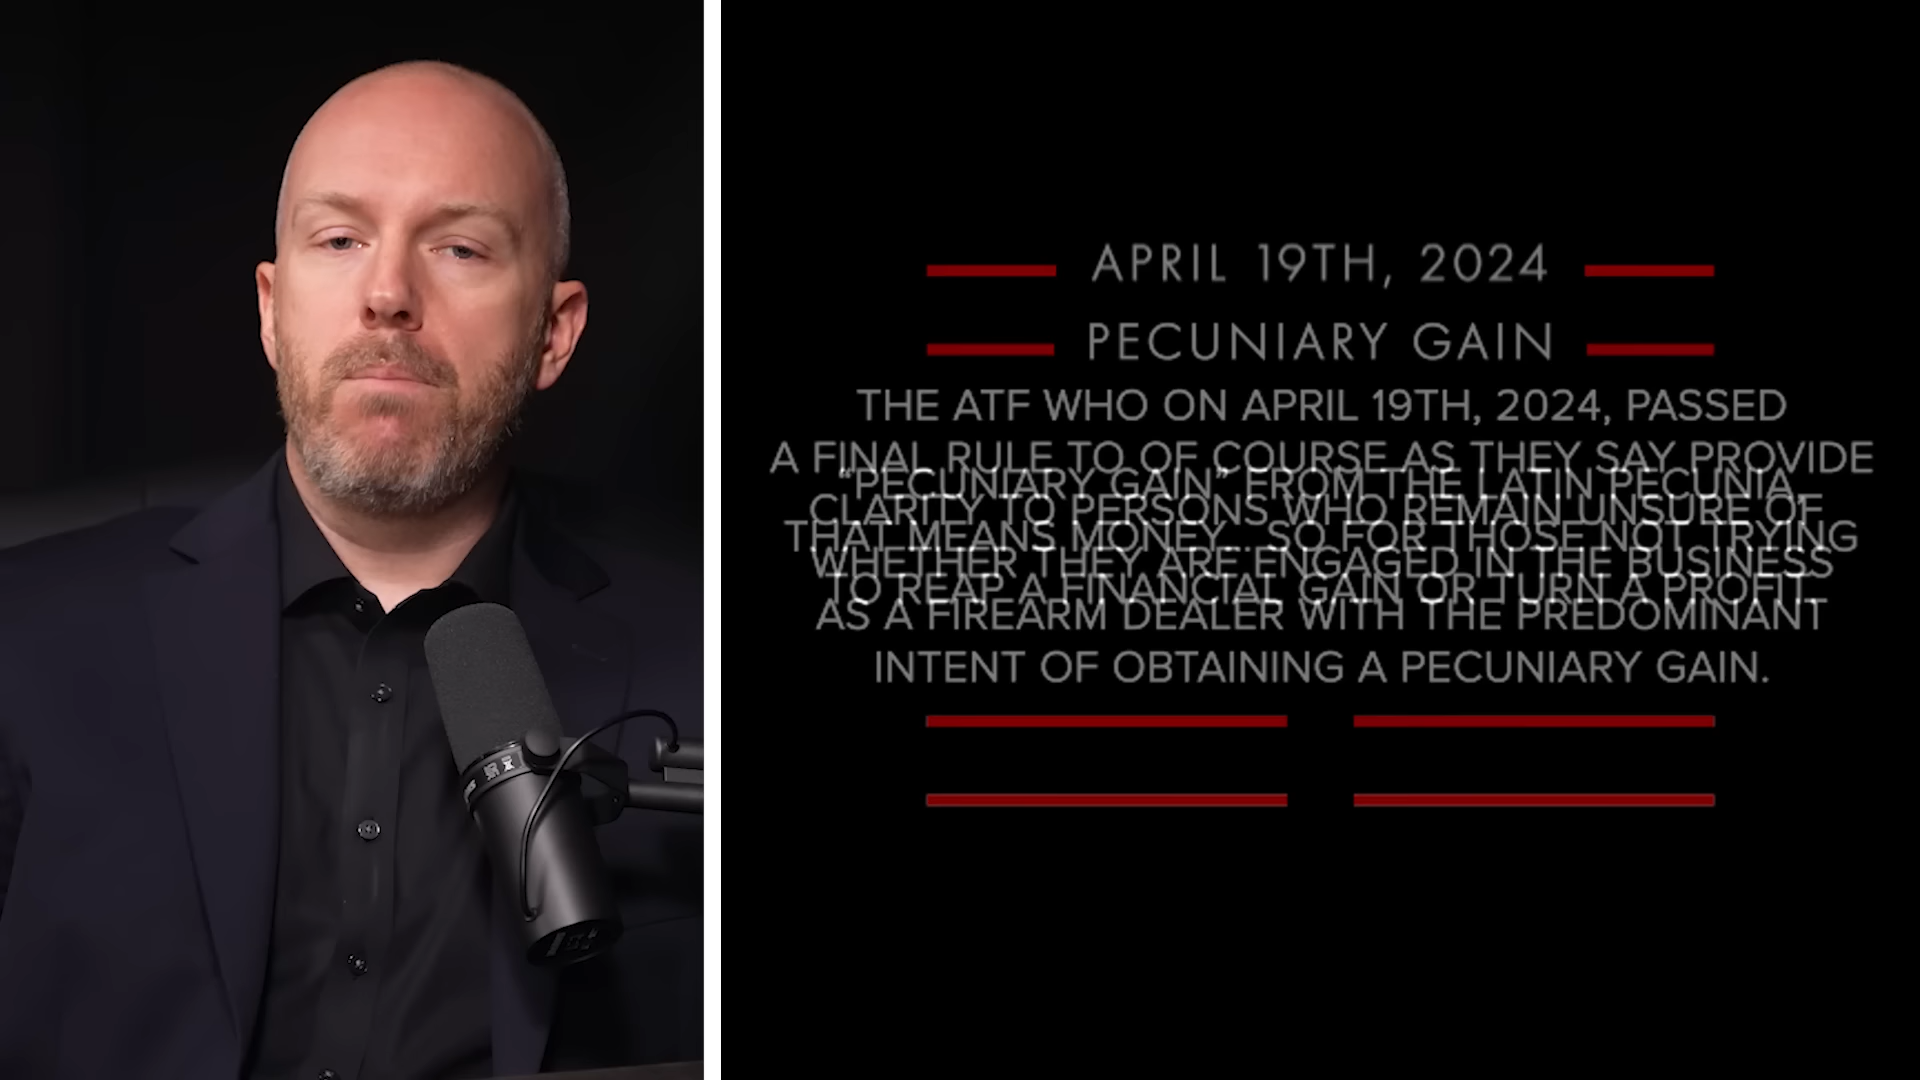 APRIL 19TH, 2024
PECUNIARY GAIN
THE ATF WHO ON APRIL 19TH, 2024, PASSED
A FINAL RULE TO OF COURSE AS THEY SAY PROVIDE
“PECUNIARY GAIN” FROM THE LATIN PECUNIA,
CLARITY TO PERSONS WHO REMAIN UNSURE OF
THAT MEANS MONEY... SO FOR THOSE NOT TRYING
WHETHER THEY ARE ENGAGED IN THE BUSINESS
TO REAP A FINANCIAL GAIN OR TURN A PROFIT.
AS A FIREARM DEALER WITH THE PREDOMINANT
INTENT OF OBTAINING A PECUNIARY GAIN.